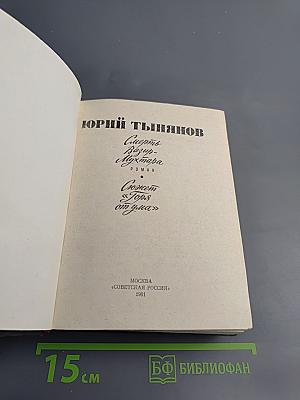 ЮРИЙ ТЫНЯНОВ
Смерть
Вазир-
Мухтара
РОМАН
Сюжет
«Горя
от ума»
МОСКВА
«СОВЕТСКАЯ РОССИЯ»
1981
15 см
БФ БИБЛИОФАН